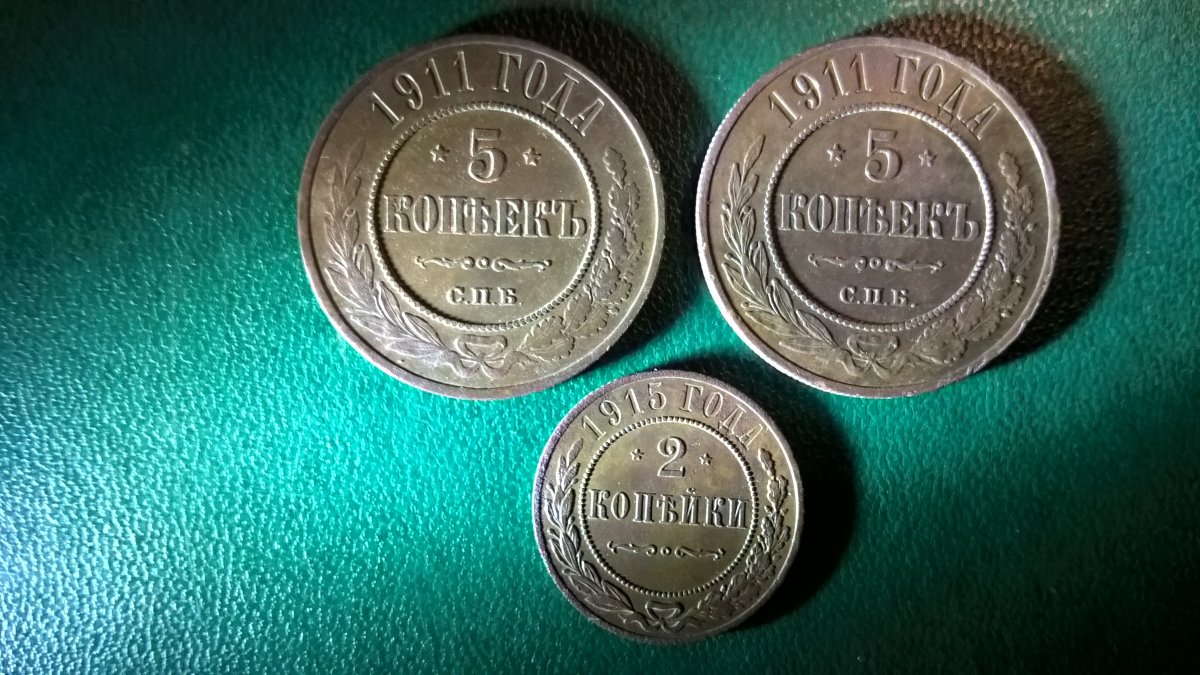 1911 ГОДА
5
КОПѢЕКЪ
С.П.Б.
1911 ГОДА
5
КОПѢЕКЪ
С.П.Б.
1915 ГОДА
2
КОПѢЙКИ